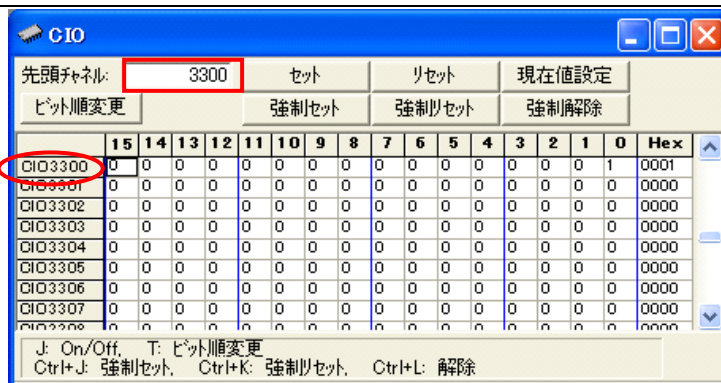 CIO
先頭ﾁｬﾈﾙ: 3300 ｾｯﾄ ﾘｾｯﾄ 現在値設定
ﾋﾞｯﾄ順変更 強制ｾｯﾄ 強制ﾘｾｯﾄ 強制解除
15 14 13 12 11 10 9 8 7 6 5 4 3 2 1 0 Hex
CIO3300 0 0 0 0 0 0 0 0 0 0 0 0 0 0 0 1 0001
CIO3301 0 0 0 0 0 0 0 0 0 0 0 0 0 0 0 0 0000
CIO3302 0 0 0 0 0 0 0 0 0 0 0 0 0 0 0 0 0000
CIO3303 0 0 0 0 0 0 0 0 0 0 0 0 0 0 0 0 0000
CIO3304 0 0 0 0 0 0 0 0 0 0 0 0 0 0 0 0 0000
CIO3305 0 0 0 0 0 0 0 0 0 0 0 0 0 0 0 0 0000
CIO3306 0 0 0 0 0 0 0 0 0 0 0 0 0 0 0 0 0000
CIO3307 0 0 0 0 0 0 0 0 0 0 0 0 0 0 0 0 0000
J: On/Off, T: ﾋﾞｯﾄ順変更
Ctrl+J: 強制ｾｯﾄ, Ctrl+K: 強制ﾘｾｯﾄ, Ctrl+L: 解除